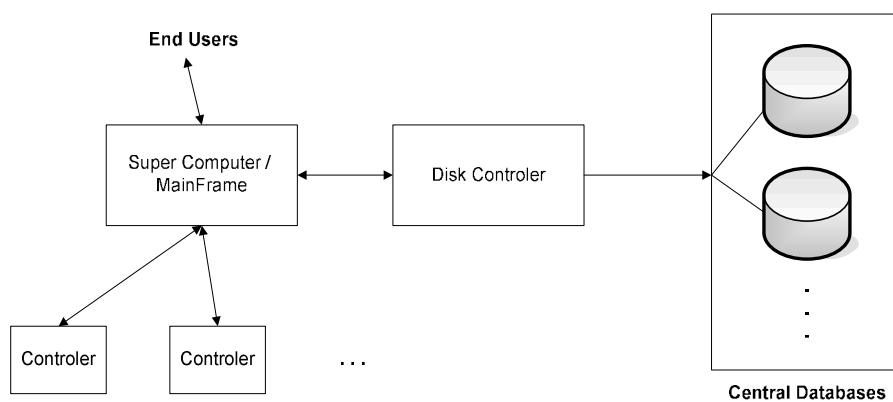 End Users
Super Computer /
MainFrame
Disk Controler
Controler
Controler
...
Central Databases